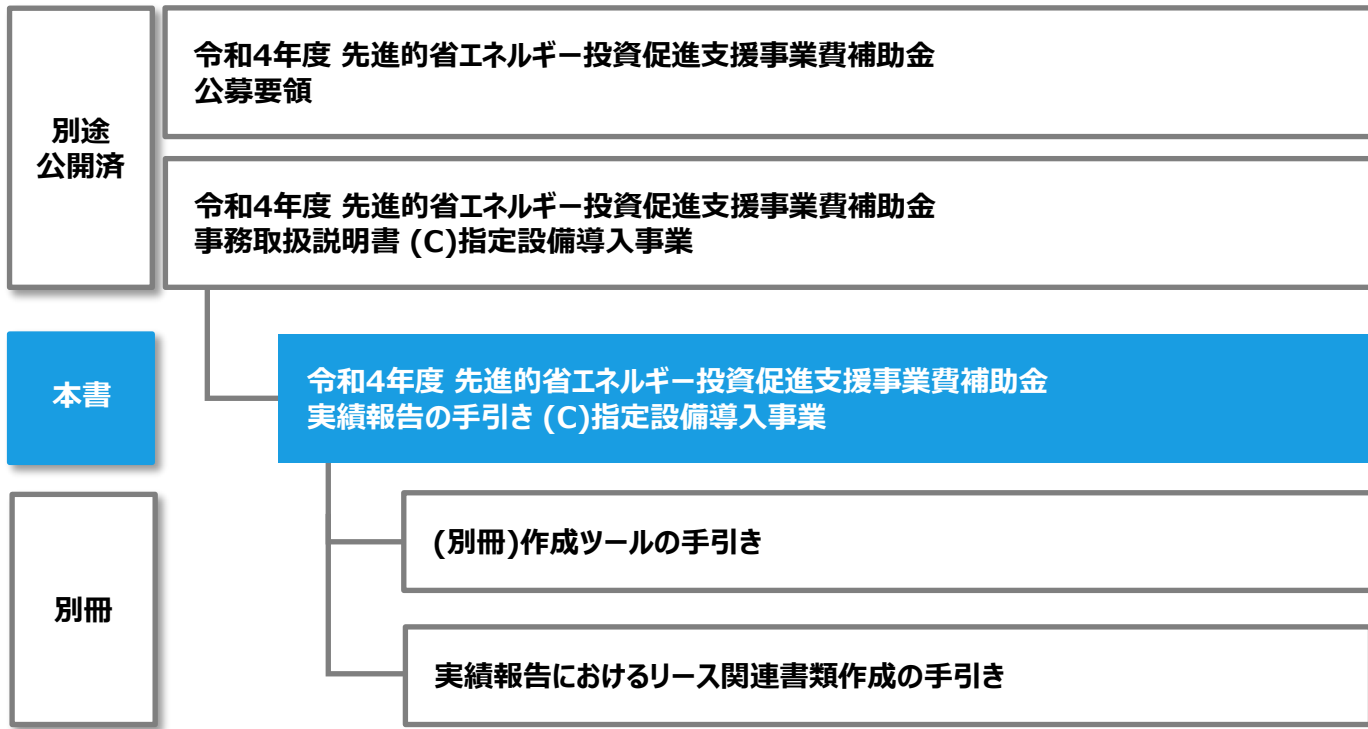 別途
公開済
令和4年度 先進的省エネルギー投資促進支援事業費補助金
公募要領
令和4年度 先進的省エネルギー投資促進支援事業費補助金
事務取扱説明書 (C)指定設備導入事業
本書
令和4年度 先進的省エネルギー投資促進支援事業費補助金
実績報告の手引き (C)指定設備導入事業
別冊
(別冊)作成ツールの手引き
実績報告におけるリース関連書類作成の手引き